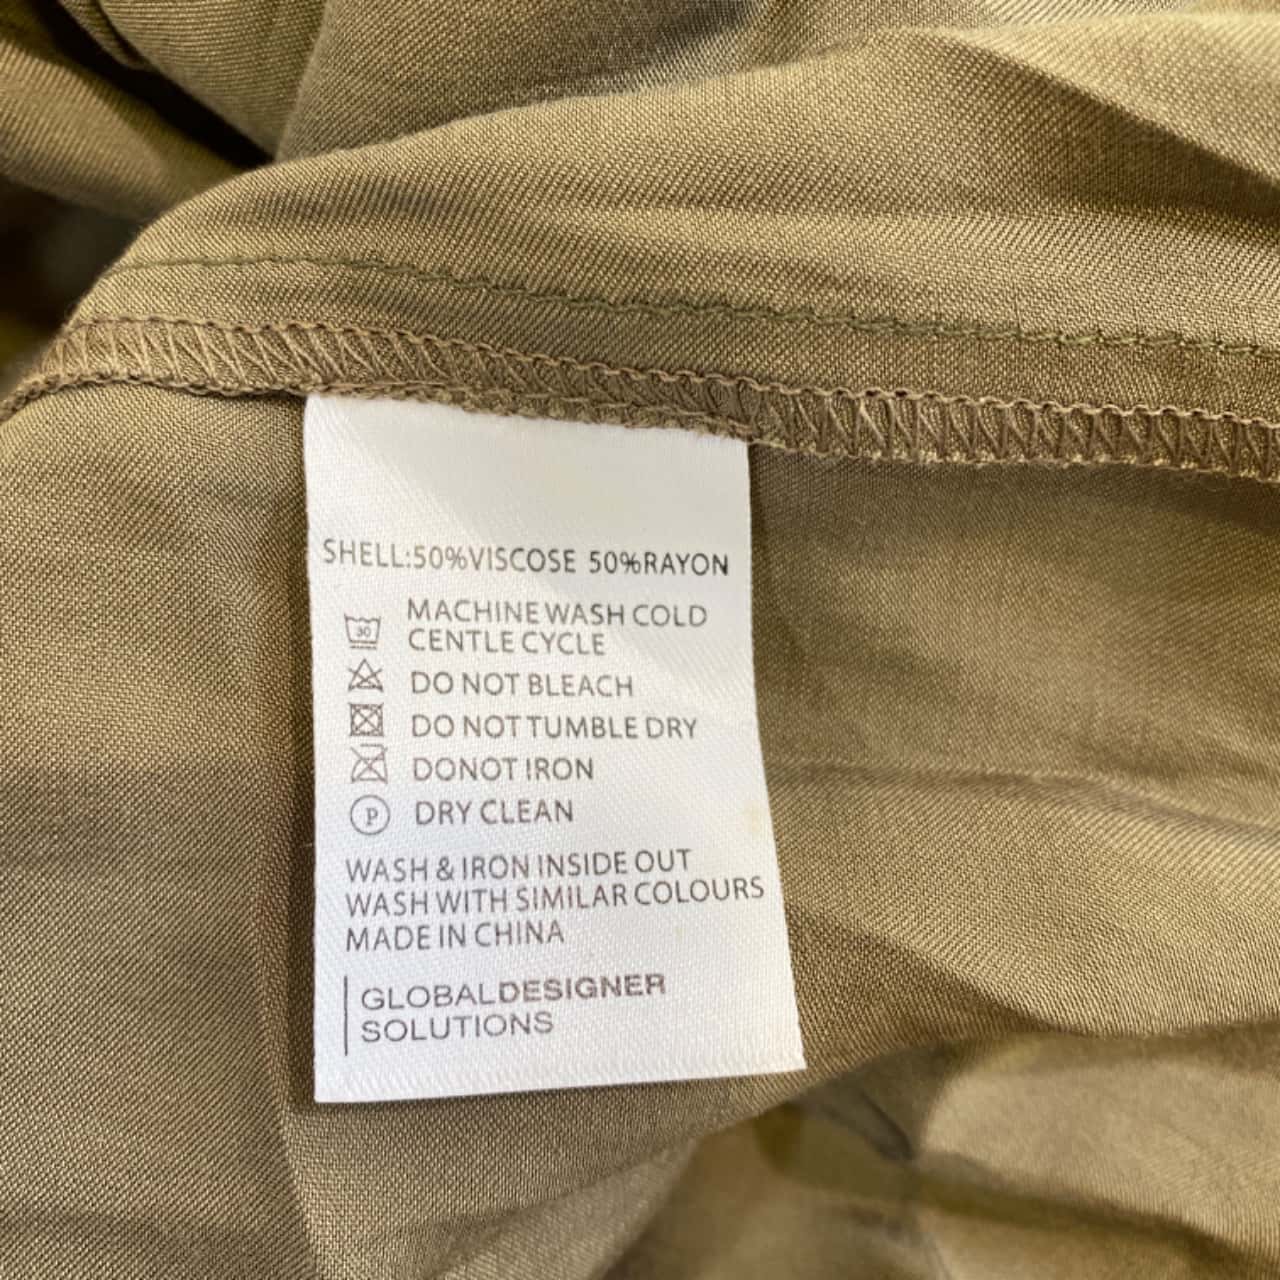 SHELL:50%VISCOSE 50%RAYON
30
MACHINE WASH COLD
CENTLE CYCLE
DO NOT BLEACH
DO NOT TUMBLE DRY
DONOT IRON
P
DRY CLEAN
WASH & IRON INSIDE OUT
WASH WITH SIMILAR COLOURS
MADE IN CHINA
GLOBALDESIGNER
SOLUTIONS